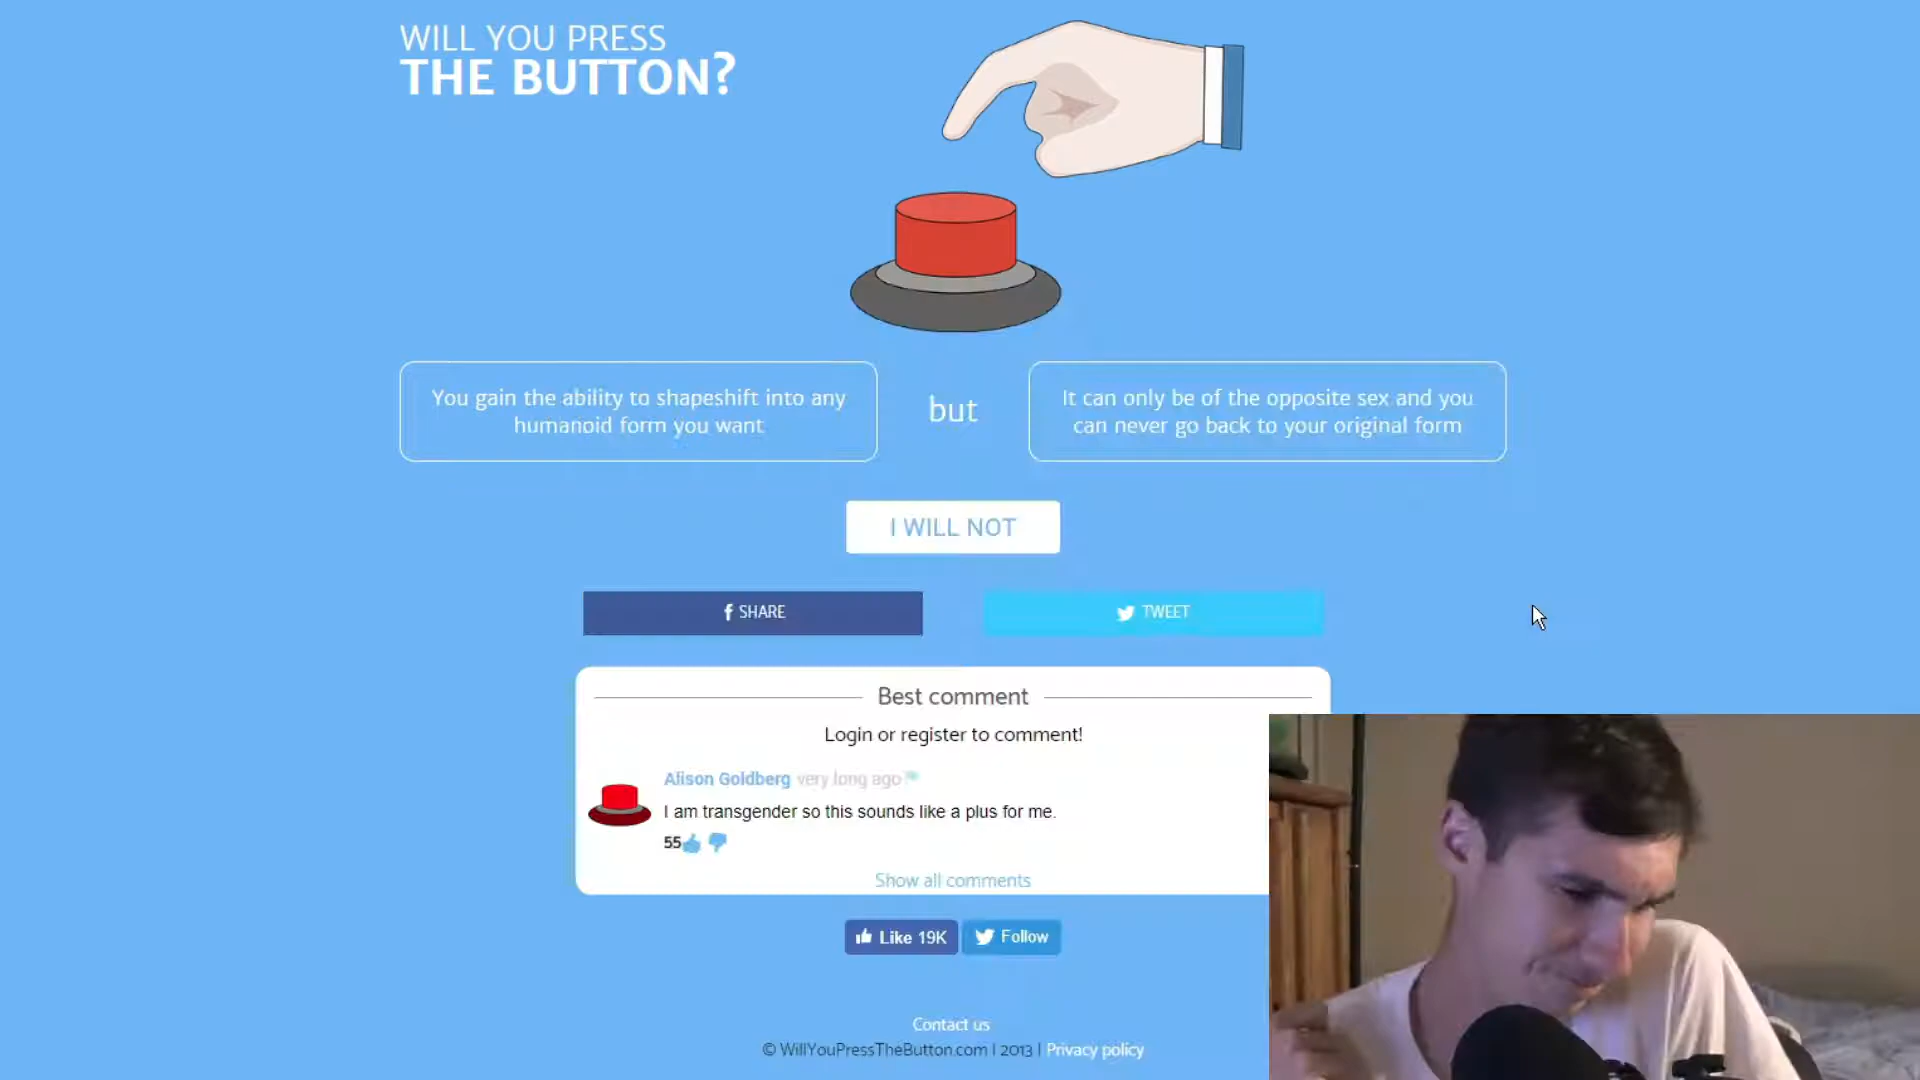 WILL YOU PRESS
THE BUTTON?
You gain the ability to shapeshift into any
humanoid form you want
but
It can only be of the opposite sex and you
can never go back to your original form
I WILL NOT
SHARE
TWEET
Best comment
Login or register to comment!
Alison Goldberg very long ago
I am transgender so this sounds like a plus for me.
55
Show all comments
Like 19K
Follow
Contact us
© WillYouPressTheButton.com | 2013 | Privacy policy